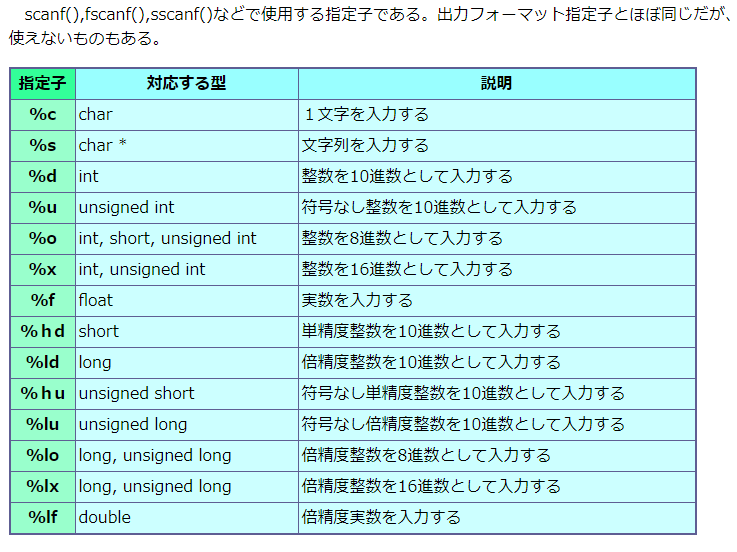 scanf(),fscanf(),sscanf()などで使用する指定子である。出力フォーマット指定子とほぼ同じだが、
使えないものもある。
指定子 対応する型 説明
%c char １文字を入力する
%s char * 文字列を入力する
%d int 整数を10進数として入力する
%u unsigned int 符号なし整数を10進数として入力する
%o int, short, unsigned int 整数を8進数として入力する
%x int, unsigned int 整数を16進数として入力する
%f float 実数を入力する
％ｈｄ short 単精度整数を10進数として入力する
%ld long 倍精度整数を10進数として入力する
％ｈｕ unsigned short 符号なし単精度整数を10進数として入力する
%lu unsigned long 符号なし倍精度整数を10進数として入力する
%lo long, unsigned long 倍精度整数を8進数として入力する
%lx long, unsigned long 倍精度整数を16進数として入力する
%lf double 倍精度実数を入力する